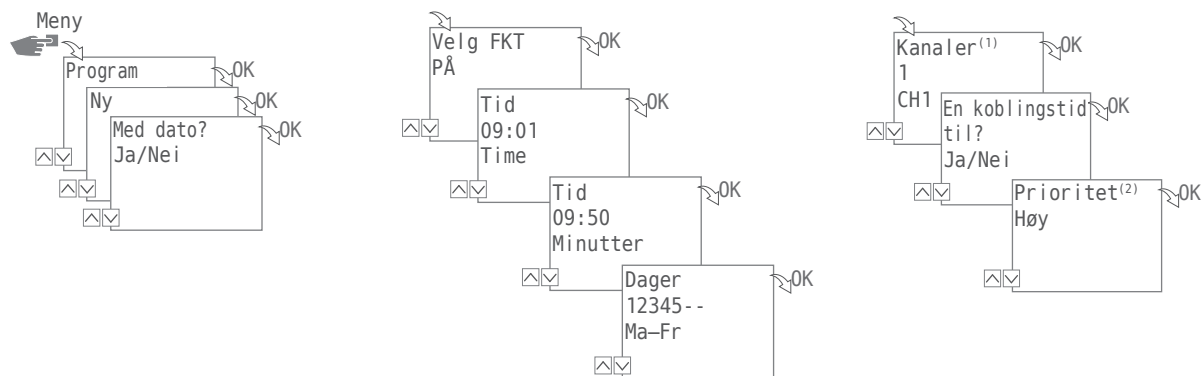 Meny
Program
OK
Ny
OK
Med dato?
OK
Ja/Nei
Velg FKT
OK
PÅ
Tid
OK
09:01
Time
Tid
OK
09:50
Minutter
Dager
OK
12345--
Ma–Fr
Kanaler(1)
OK
1
CH1
En koblingstid
OK
til?
Ja/Nei
Prioritet(2)
OK
Høy